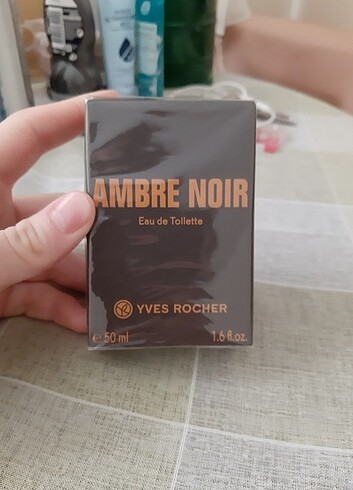 AMBRE NOIR
Eau de Toilette
YVES ROCHER
℮ 50 ml 1.6 fl.oz.